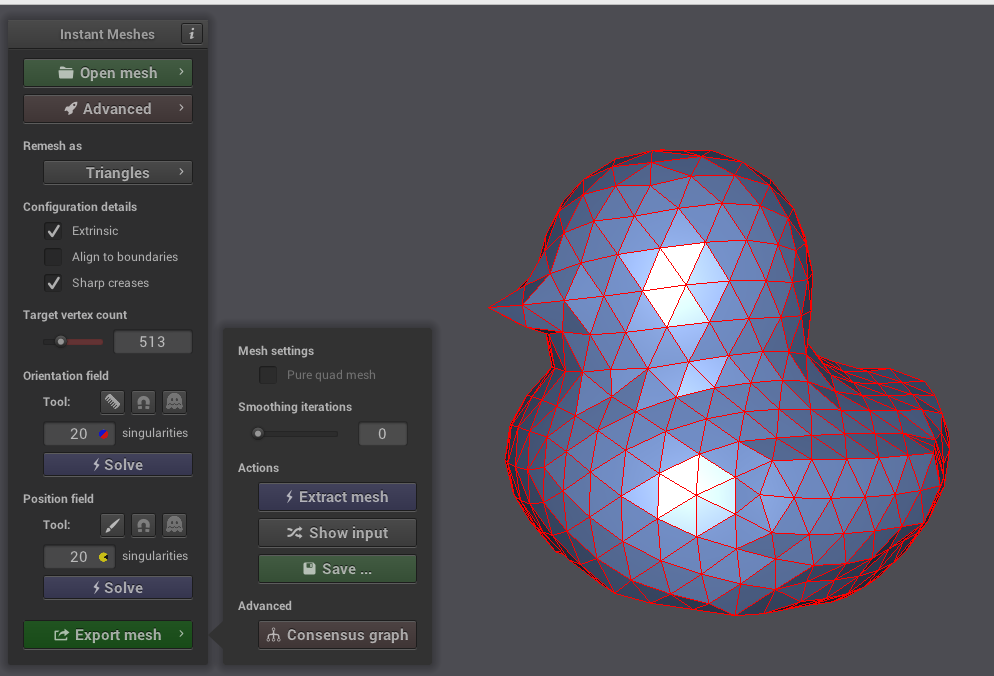 Instant Meshes
i
Open mesh
Advanced
Remesh as
Triangles
Configuration details
Extrinsic
Align to boundaries
Sharp creases
Target vertex count
513
Orientation field
Tool:
20 singularities
Solve
Position field
Tool:
20 singularities
Solve
Export mesh
Mesh settings
Pure quad mesh
Smoothing iterations
0
Actions
Extract mesh
Show input
Save ...
Advanced
Consensus graph